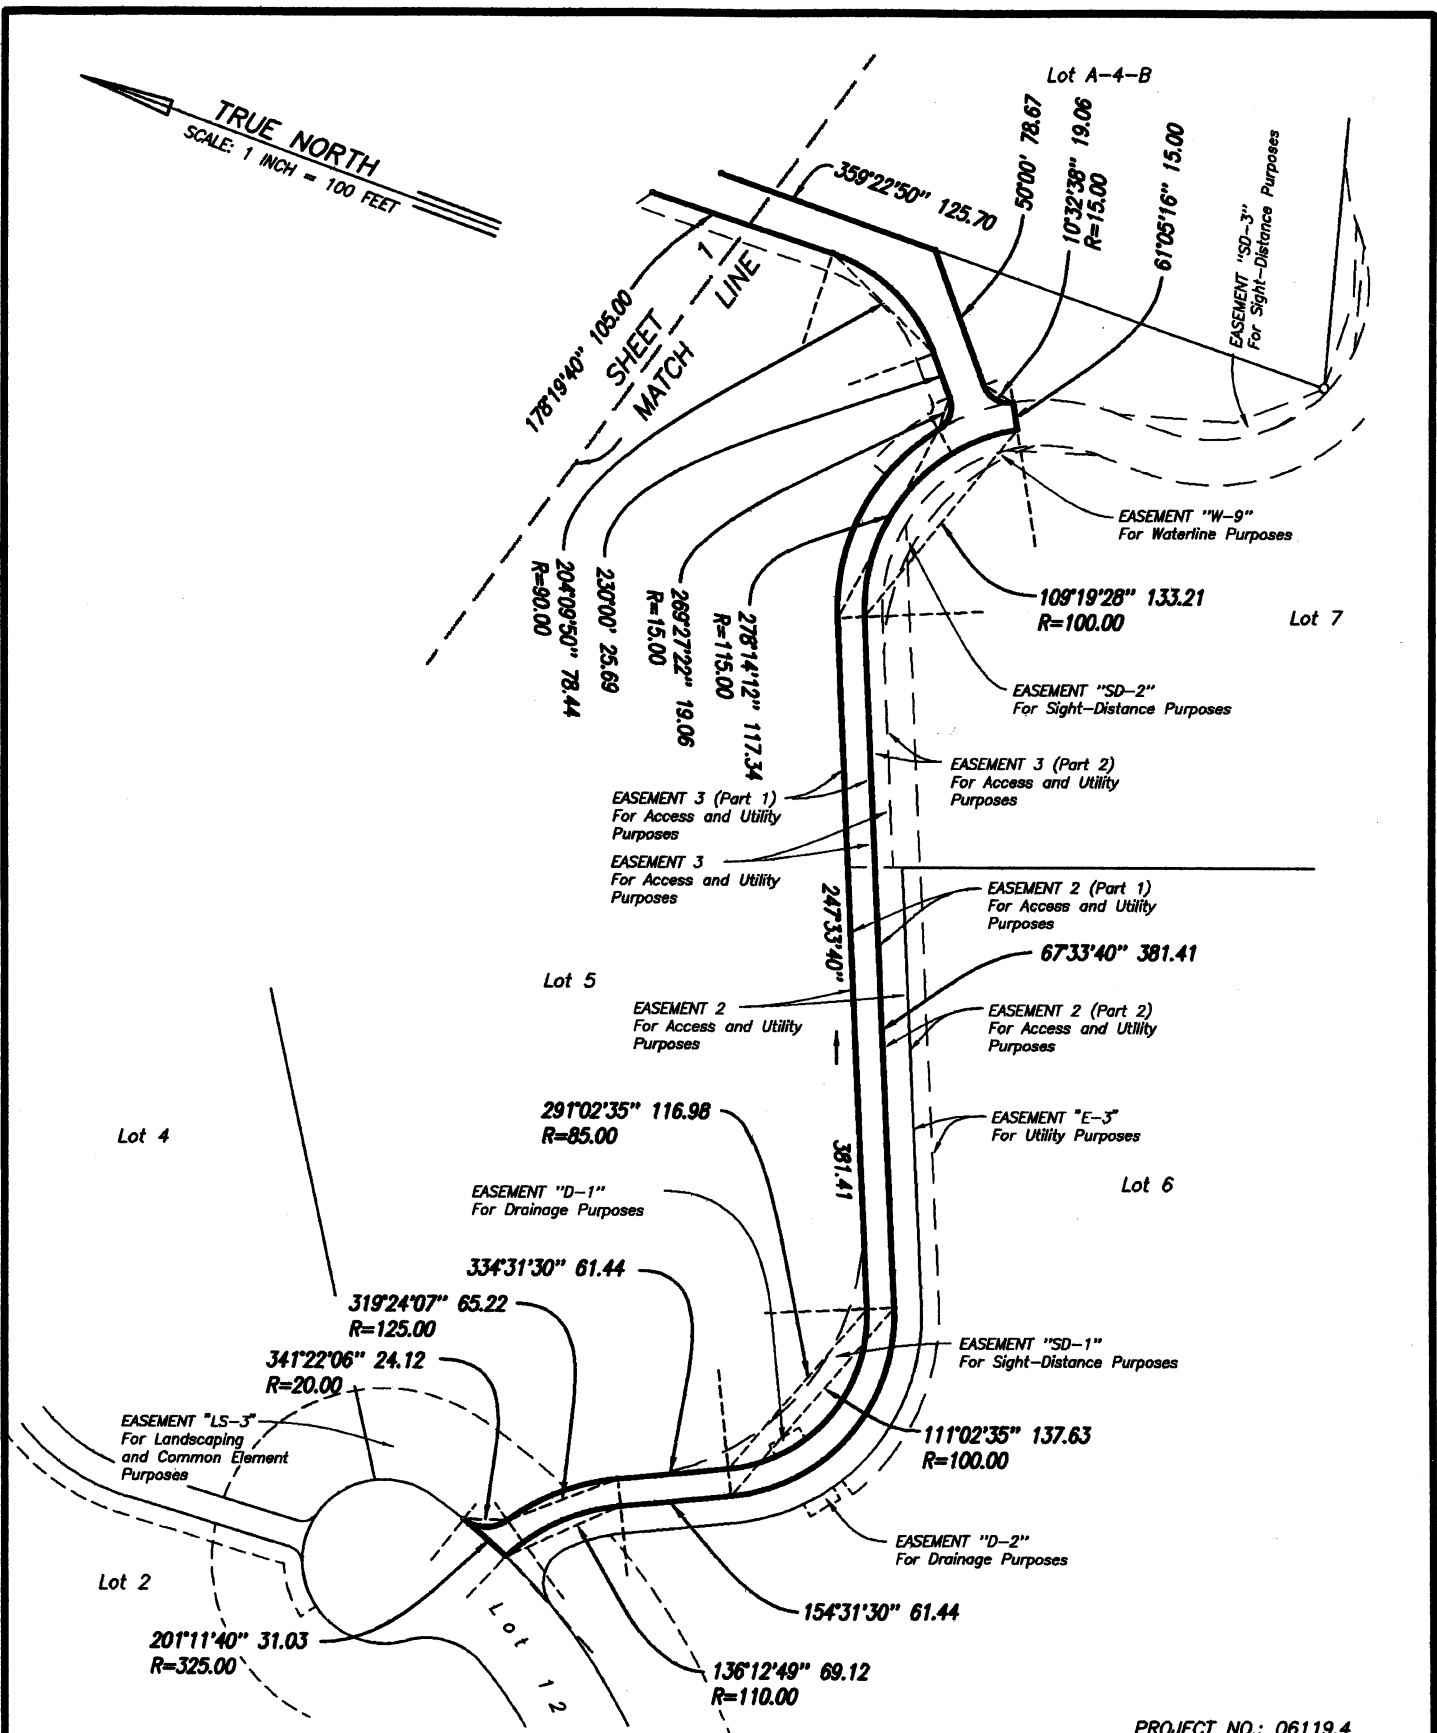 Lot A-4-B
TRUE NORTH
SCALE: 1 INCH = 100 FEET
359°22'50" 125.70
50°00' 78.67
10°32'38" 19.06
R=15.00
61°05'16" 15.00
EASEMENT "SD-3"
For Sight-Distance Purposes
178°19'40" 105.00
SHEET 1
MATCH LINE
204°09'50" 78.44
R=90.00
230°00' 25.69
269°27'22" 19.06
R=15.00
278°14'12" 117.34
R=115.00
EASEMENT "W-9"
For Waterline Purposes
109°19'28" 133.21
R=100.00
Lot 7
EASEMENT "SD-2"
For Sight-Distance Purposes
EASEMENT 3 (Part 2)
For Access and Utility
Purposes
EASEMENT 3 (Part 1)
For Access and Utility
Purposes
EASEMENT 3
For Access and Utility
Purposes
247°33'40"
381.41
EASEMENT 2 (Part 1)
For Access and Utility
Purposes
67°33'40" 381.41
Lot 5
EASEMENT 2
For Access and Utility
Purposes
EASEMENT 2 (Part 2)
For Access and Utility
Purposes
291°02'35" 116.98
R=85.00
EASEMENT "E-3"
For Utility Purposes
Lot 4
Lot 6
EASEMENT "D-1"
For Drainage Purposes
334°31'30" 61.44
319°24'07" 65.22
R=125.00
341°22'06" 24.12
R=20.00
EASEMENT "SD-1"
For Sight-Distance Purposes
EASEMENT "LS-3"
For Landscaping
and Common Element
Purposes
111°02'35" 137.63
R=100.00
EASEMENT "D-2"
For Drainage Purposes
Lot 2
154°31'30" 61.44
Lot 12
201°11'40" 31.03
R=325.00
136°12'49" 69.12
R=110.00
PROJECT NO.: 06119.4